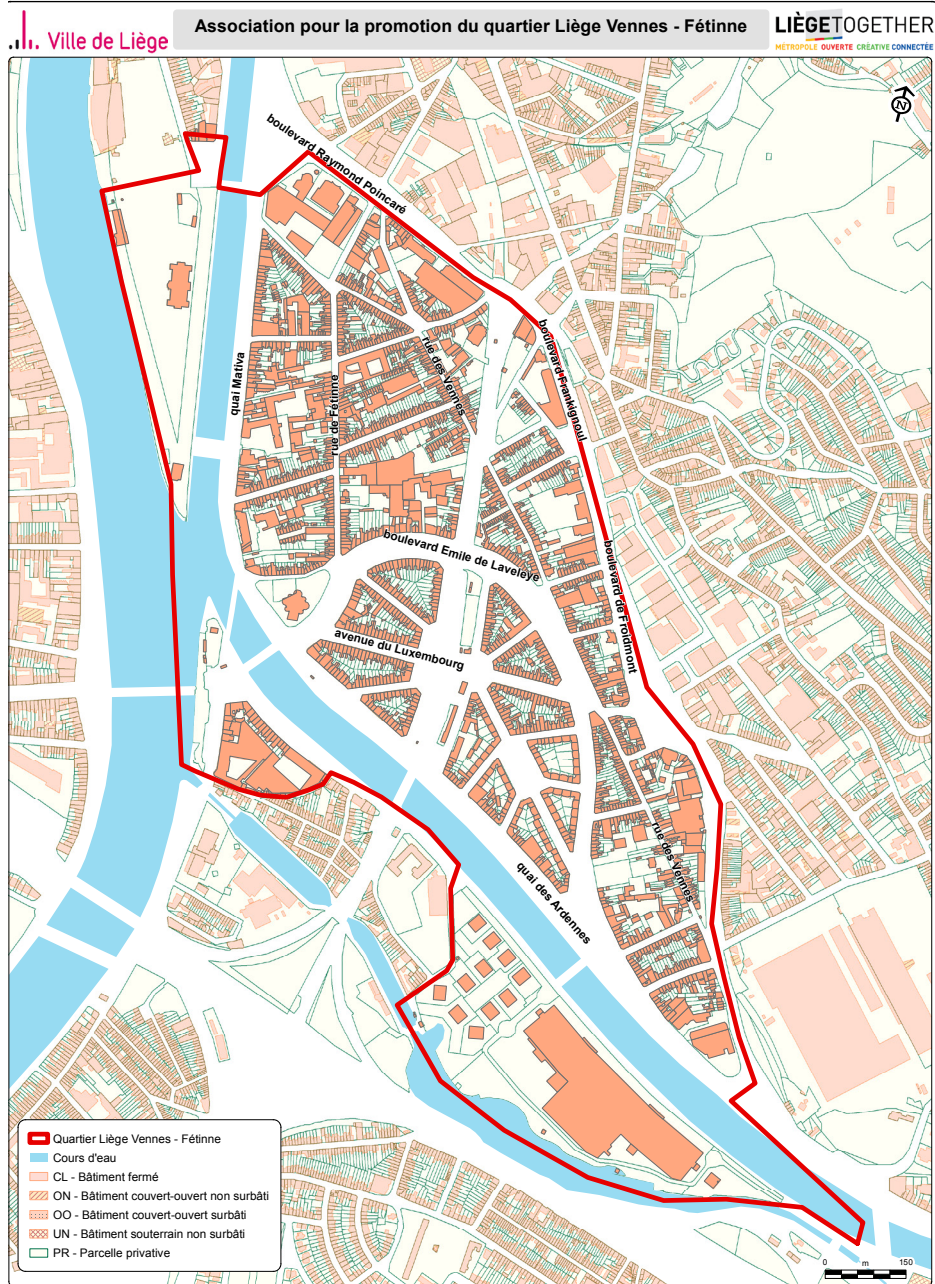 Ville de Liège
Association pour la promotion du quartier Liège Vennes - Fétinne
LIÈGETOGETHER
MÉTROPOLE OUVERTE CRÉATIVE CONNECTÉE
N
boulevard Raymond Poincaré
quai Mativa
rue de Fétinne
rue des Vennes
boulevard Frankignoul
boulevard Emile de Laveleye
boulevard de Froidmont
avenue du Luxembourg
rue des Vennes
quai des Ardennes
Quartier Liège Vennes - Fétinne
Cours d'eau
CL - Bâtiment fermé
ON - Bâtiment couvert-ouvert non surbâti
OO - Bâtiment couvert-ouvert surbâti
UN - Bâtiment souterrain non surbâti
PR - Parcelle privative
0 m 150